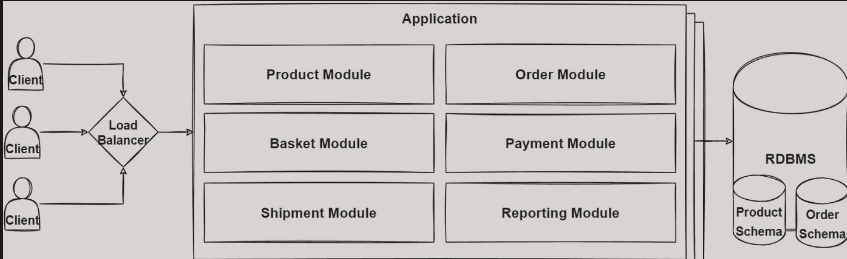 Application
Client
Client
Client
Load
Balancer
Product Module
Order Module
Basket Module
Payment Module
Shipment Module
Reporting Module
RDBMS
Product
Schema
Order
Schema